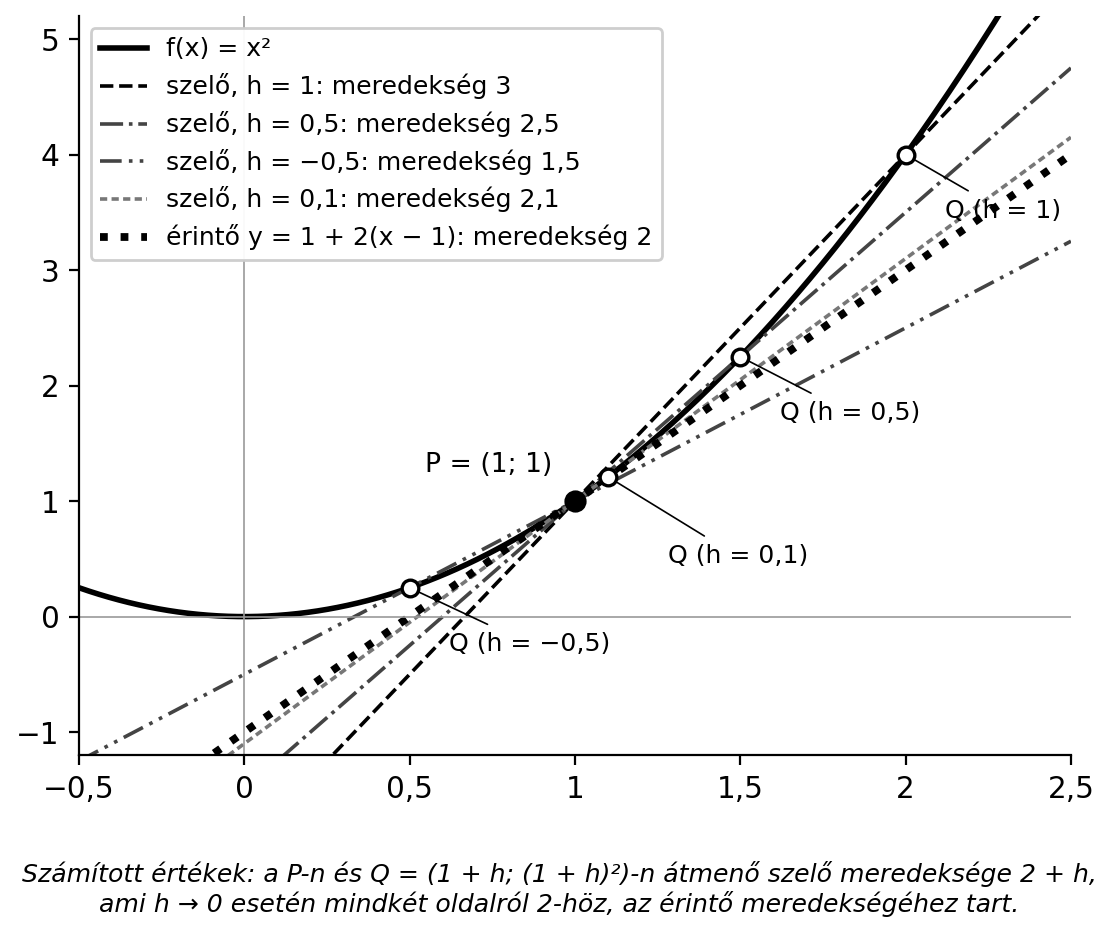 5
4
3
2
1
0
−1
f(x) = x²
szelő, h = 1: meredekség 3
szelő, h = 0,5: meredekség 2,5
szelő, h = −0,5: meredekség 1,5
szelő, h = 0,1: meredekség 2,1
érintő y = 1 + 2(x − 1): meredekség 2
Q (h = 1)
Q (h = 0,5)
P = (1; 1)
Q (h = 0,1)
Q (h = −0,5)
−0,5 0 0,5 1 1,5 2 2,5
Számított értékek: a P-n és Q = (1 + h; (1 + h)²)-n átmenő szelő meredeksége 2 + h,
ami h → 0 esetén mindkét oldalról 2-höz, az érintő meredekségéhez tart.